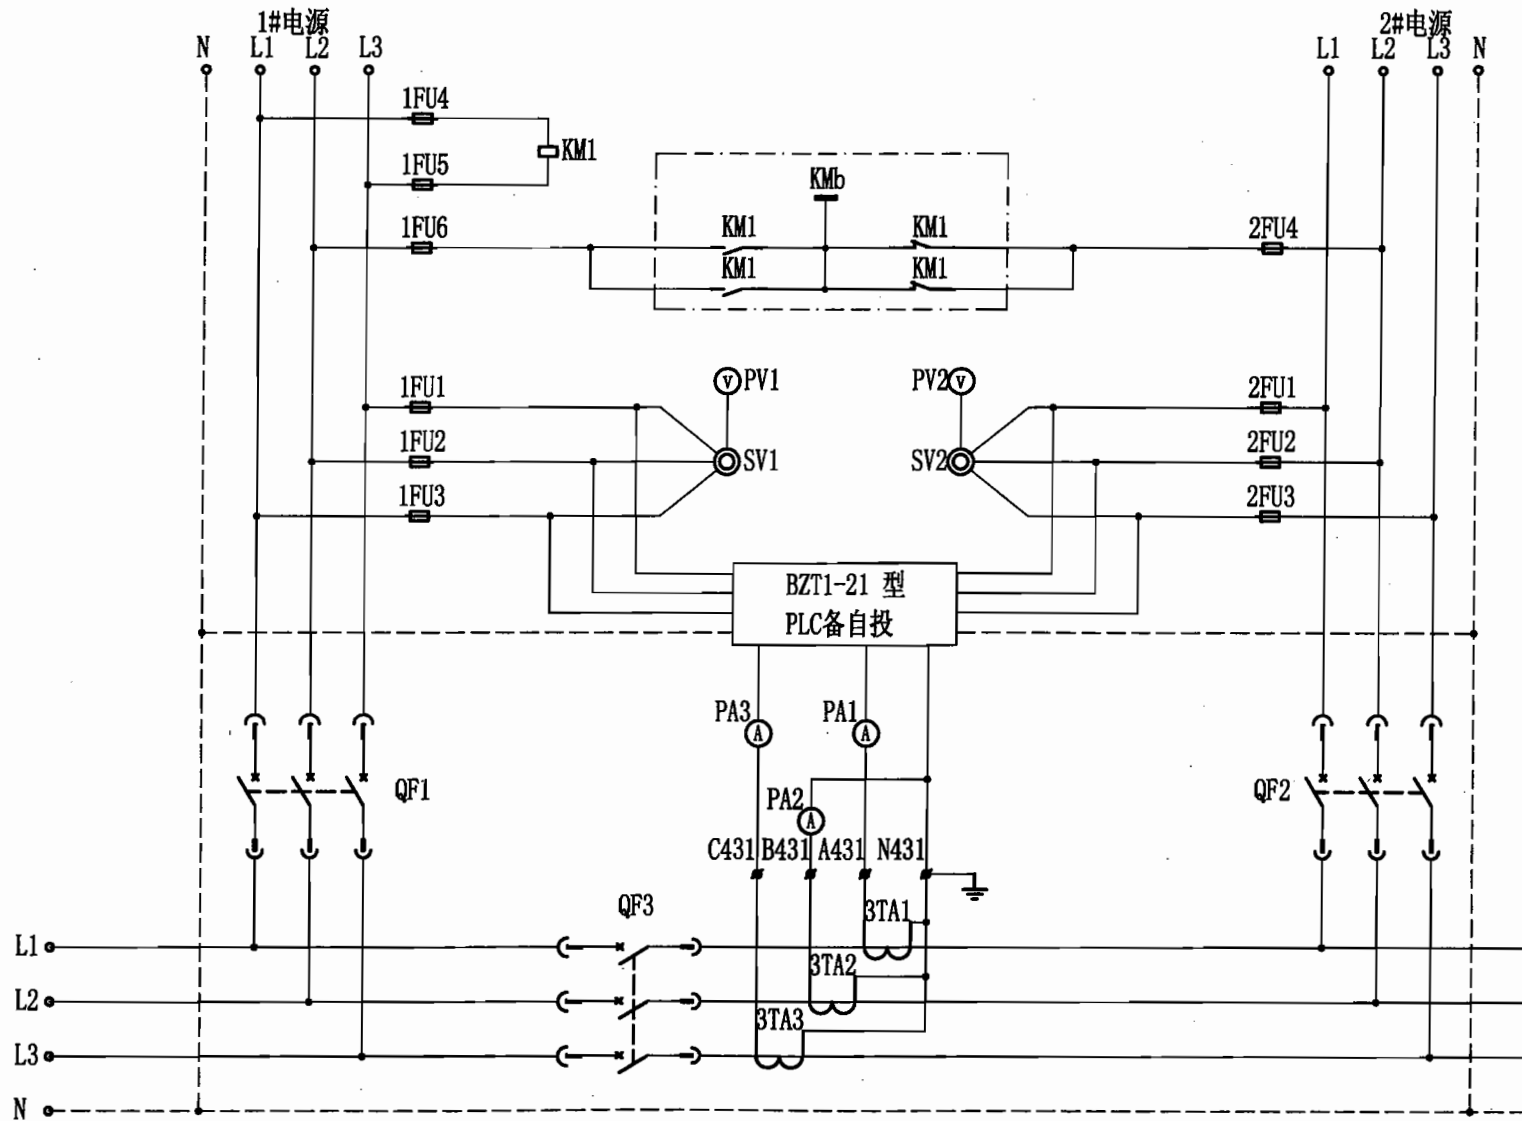 1#电源
2#电源
N
L1
L2
L3
L1
L2
L3
N
1FU4
KM1
1FU5
KMb
1FU6
KM1
KM1
2FU4
KM1
KM1
1FU1
V
PV1
PV2
V
2FU1
1FU2
SV1
SV2
2FU2
1FU3
2FU3
BZT1-21 型
PLC备自投
PA3
A
PA1
A
QF1
PA2
A
QF2
C431
B431
A431
N431
QF3
3TA1
L1
3TA2
L2
3TA3
L3
N